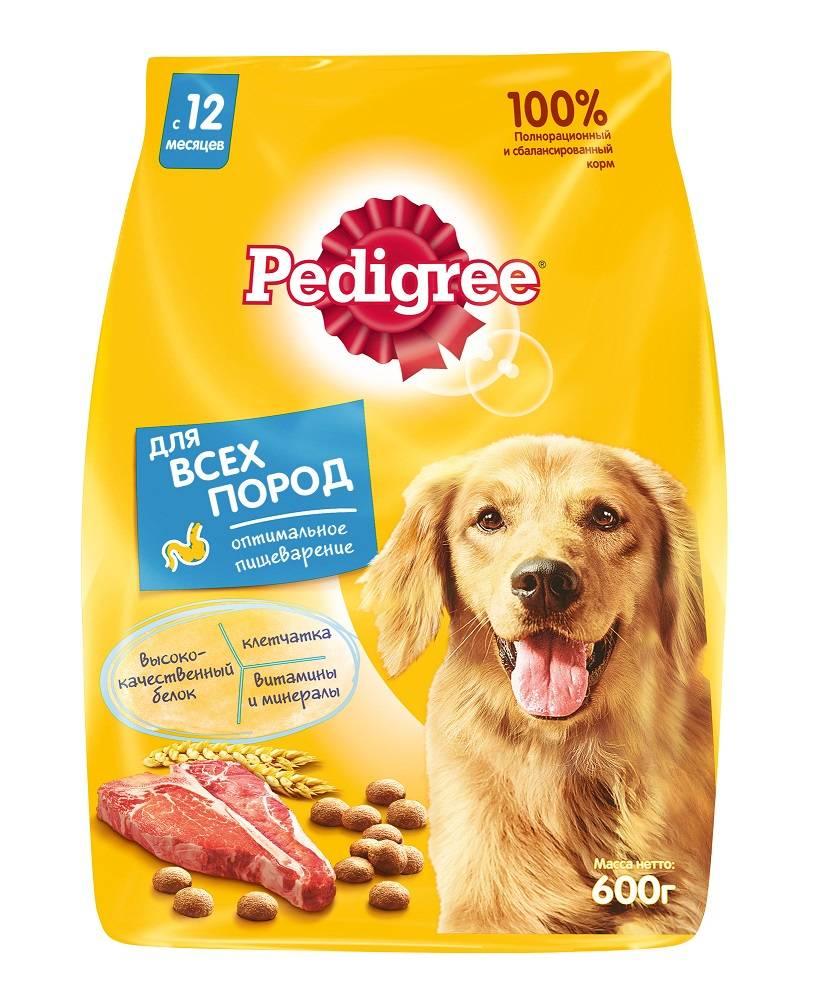 с 12
месяцев
100%
Полнорационный
и сбалансированный
корм
Pedigree®
для
всех
пород
оптимальное
пищеварение
высоко-
качественный
белок
клетчатка
витамины
и минералы
Масса нетто:
600г